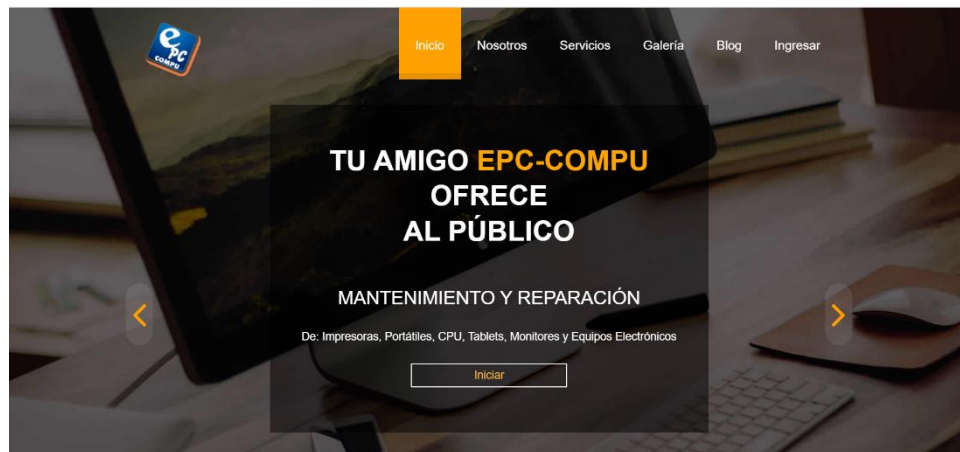 e
PC
COMPU
Inicio Nosotros Servicios Galería Blog Ingresar
TU AMIGO EPC-COMPU
OFRECE
AL PÚBLICO
MANTENIMIENTO Y REPARACIÓN
De: Impresoras, Portátiles, CPU, Tablets, Monitores y Equipos Electrónicos
Iniciar